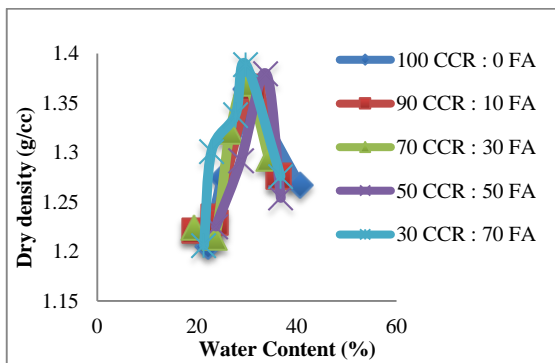 1.4
1.35
1.3
1.25
1.2
1.15
Dry density (g/cc)
0
20
40
60
Water Content (%)
100 CCR : 0 FA
90 CCR : 10 FA
70 CCR : 30 FA
50 CCR : 50 FA
30 CCR : 70 FA